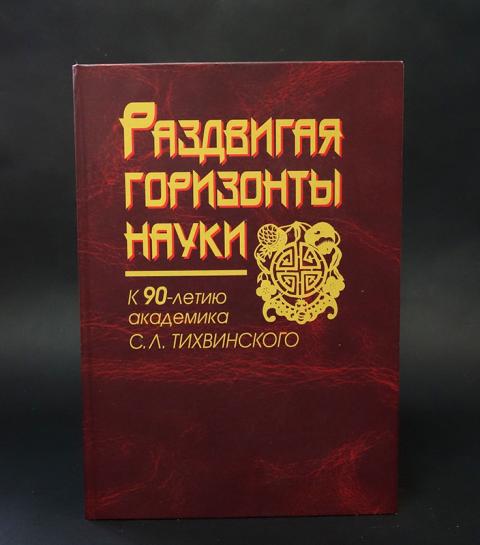 Раздвигая
горизонты
науки
К 90-летию
академика
С. Л. ТИХВИНСКОГО